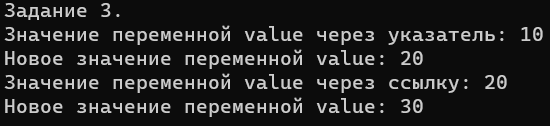 Задание 3.
Значение переменной value через указатель: 10
Новое значение переменной value: 20
Значение переменной value через ссылку: 20
Новое значение переменной value: 30